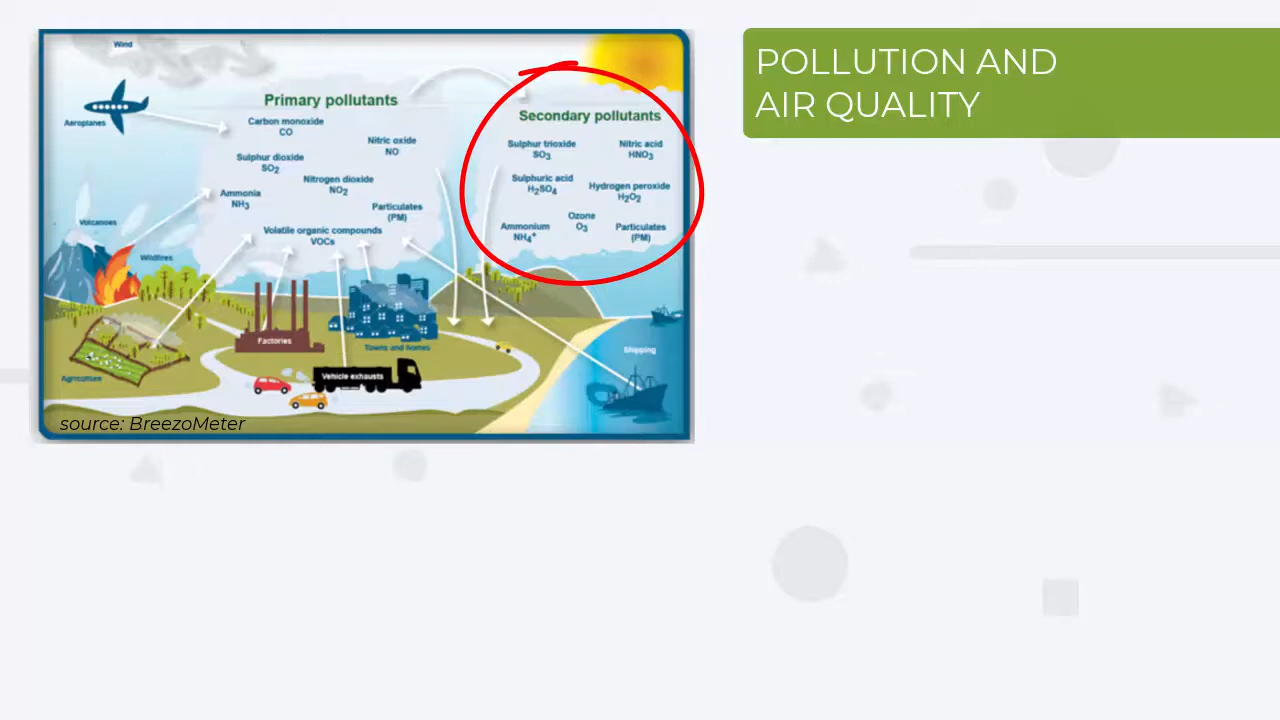 POLLUTION AND
AIR QUALITY
Wind
Aeroplanes
Primary pollutants
Carbon monoxide
CO
Nitric oxide
NO
Sulphur dioxide
SO₂
Nitrogen dioxide
NO₂
Ammonia
NH₃
Particulates
(PM)
Volatile organic compounds
VOCs
Secondary pollutants
Sulphur trioxide
SO₃
Nitric acid
HNO₃
Sulphuric acid
H₂SO₄
Hydrogen peroxide
H₂O₂
Ozone
O₃
Ammonium
NH₄⁺
Particulates
(PM)
Volcanoes
Wildfires
Factories
Towns and homes
Shipping
Vehicle exhausts
Agriculture
source: BreezoMeter